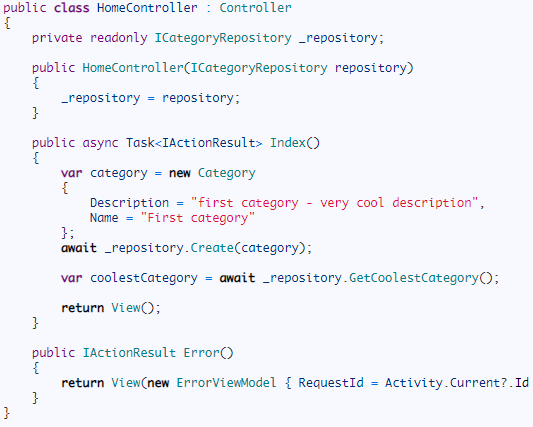 public class HomeController : Controller
{
    private readonly ICategoryRepository _repository;

    public HomeController(ICategoryRepository repository)
    {
        _repository = repository;
    }

    public async Task<IActionResult> Index()
    {
        var category = new Category
        {
            Description = "first category - very cool description",
            Name = "First category"
        };
        await _repository.Create(category);

        var coolestCategory = await _repository.GetCoolestCategory();

        return View();
    }

    public IActionResult Error()
    {
        return View(new ErrorViewModel { RequestId = Activity.Current?.Id
    }
}